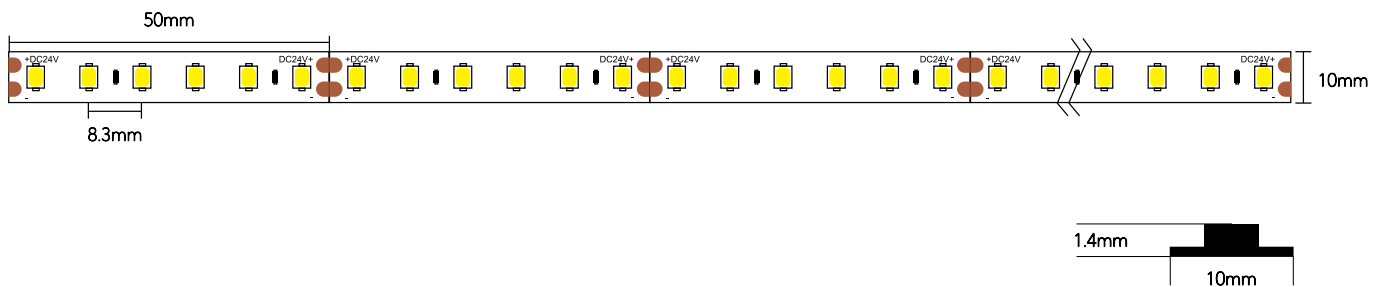 50mm
+DC24V DC24V+ +DC24V DC24V+ +DC24V DC24V+ +DC24V DC24V+
10mm
- - - - - - - -
8.3mm
1.4mm
10mm